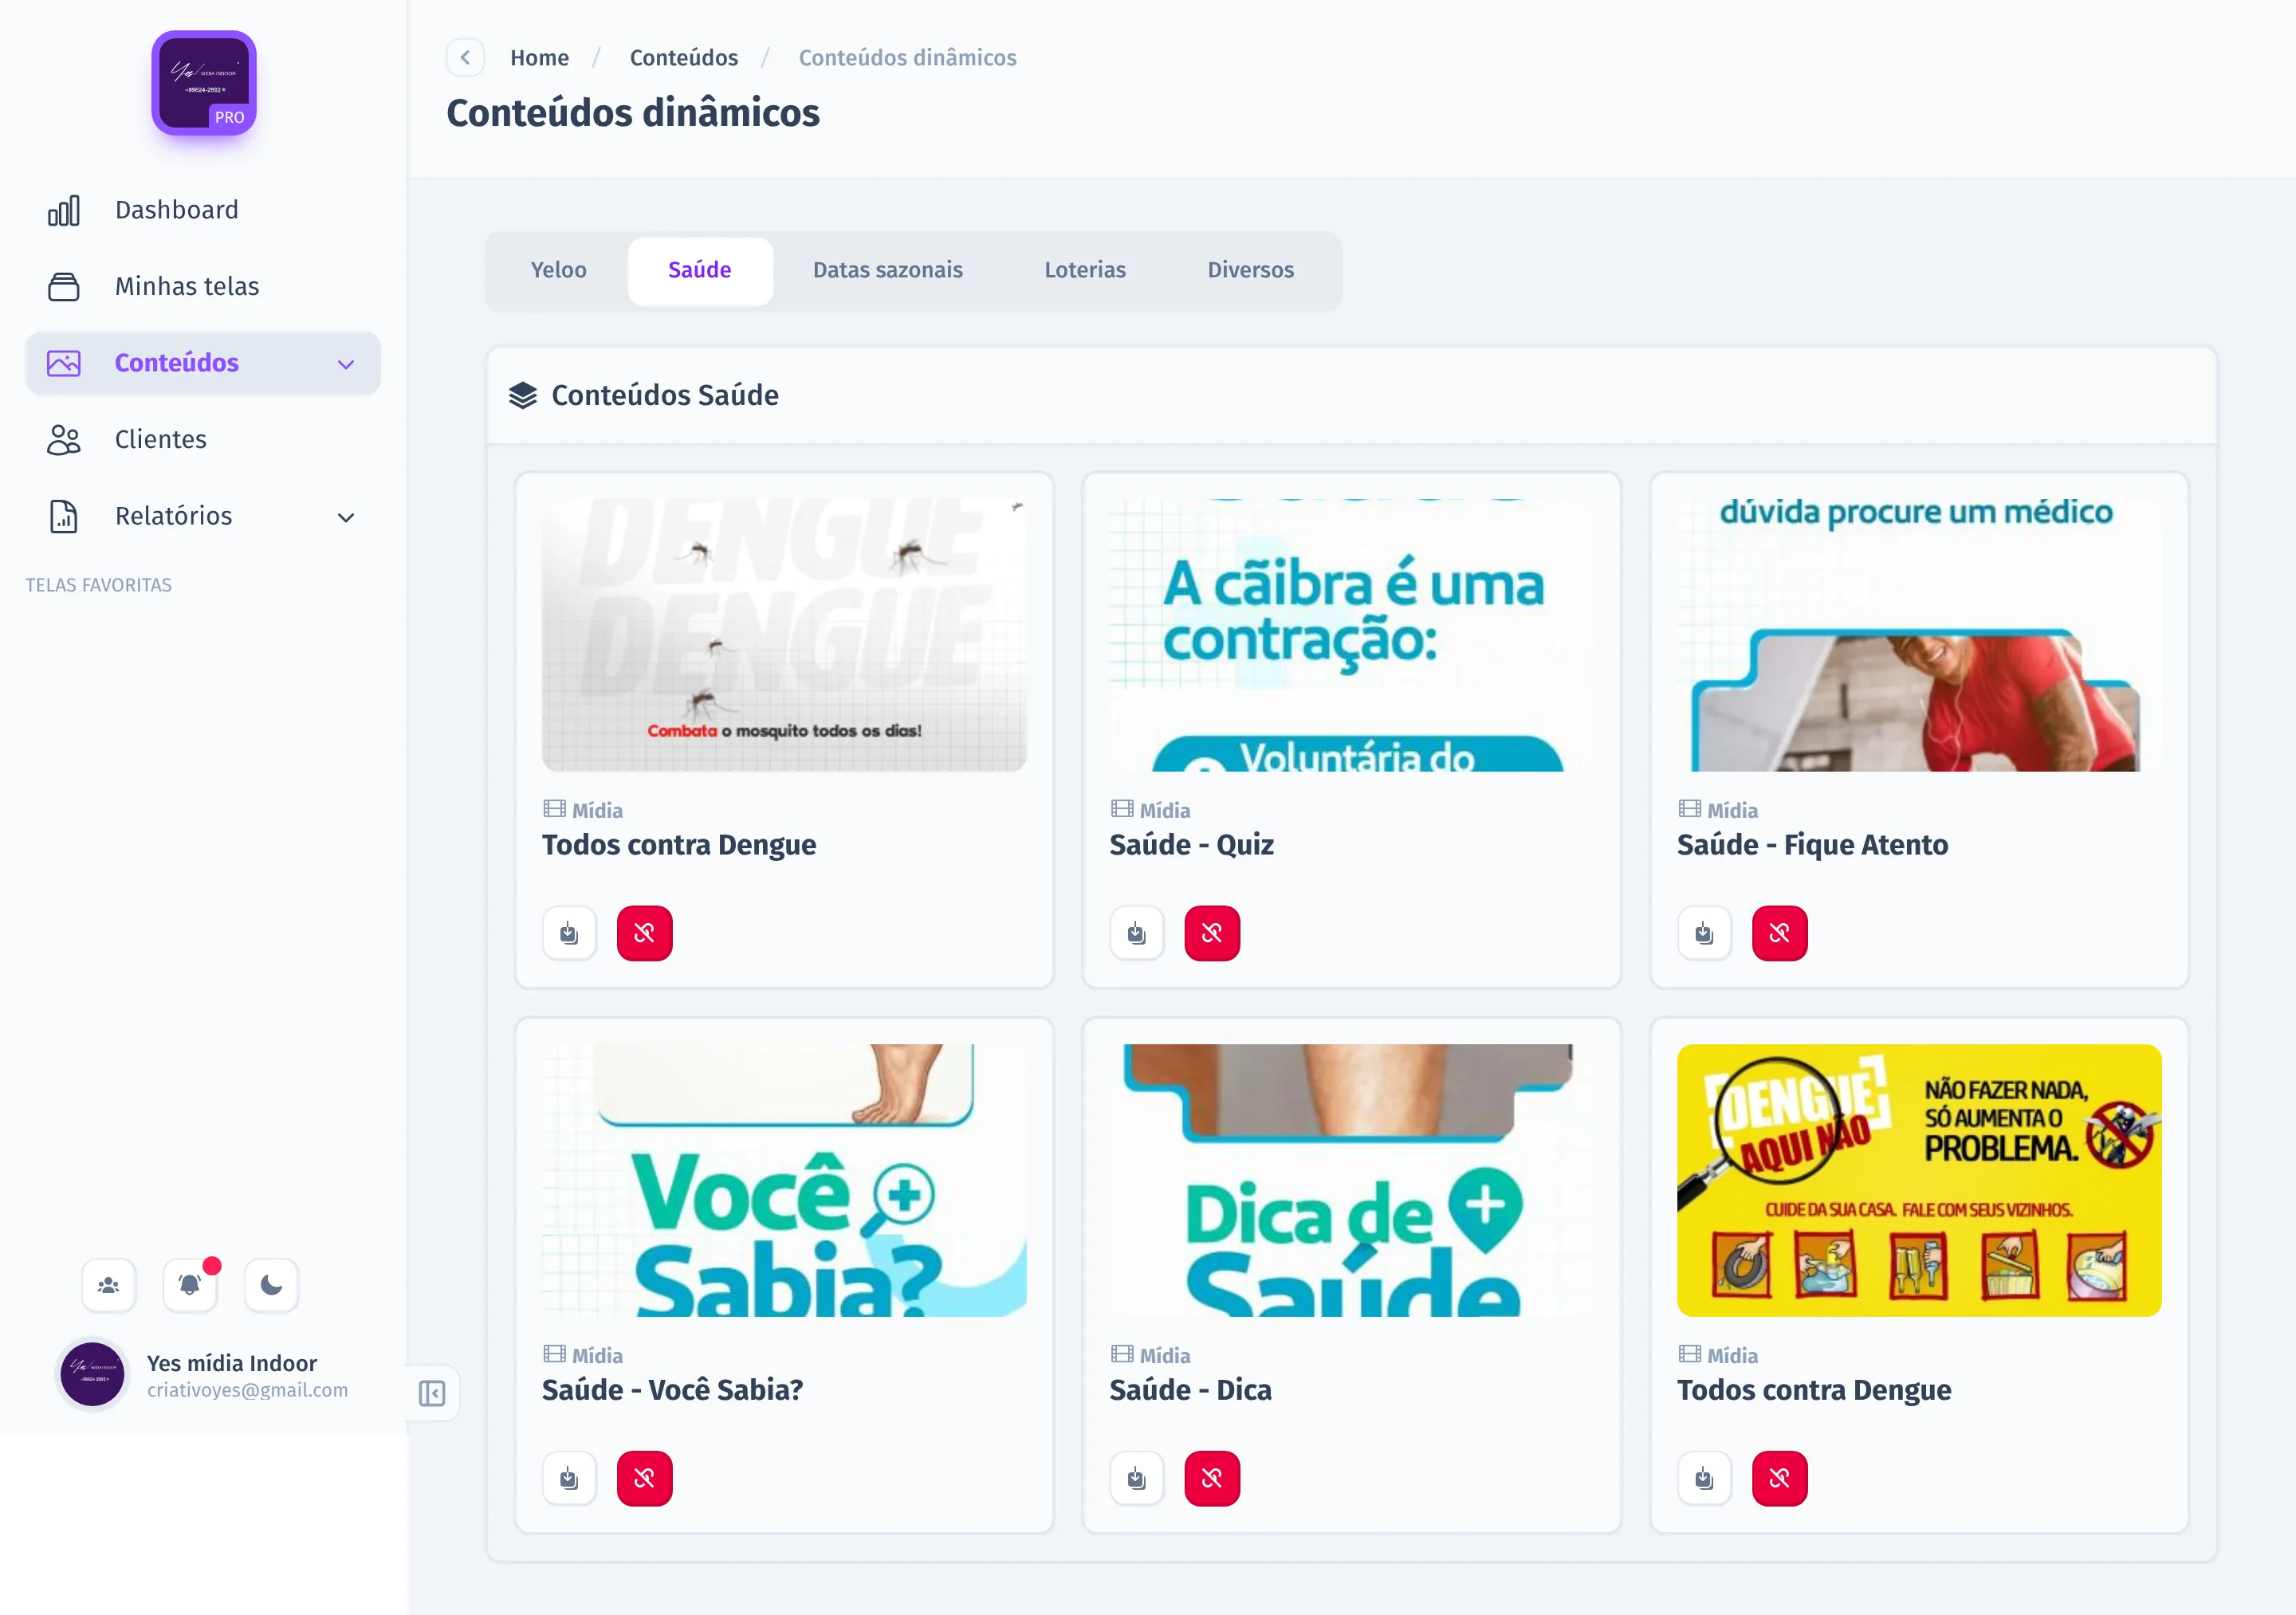 Yes MÍDIA INDOOR
PRO
Dashboard
Minhas telas
Conteúdos
Clientes
Relatórios
TELAS FAVORITAS
Yes mídia Indoor
criativoyes@gmail.com
Home / Conteúdos / Conteúdos dinâmicos
Conteúdos dinâmicos
Yeloo
Saúde
Datas sazonais
Loterias
Diversos
Conteúdos Saúde
DENGUE
DENGUE
Combata o mosquito todos os dias!
Mídia
Todos contra Dengue
A cãibra é uma
contração:
Voluntária do
Mídia
Saúde - Quiz
dúvida procure um médico
Mídia
Saúde - Fique Atento
Você
Sabia?
Mídia
Saúde - Você Sabia?
Dica de
Saúde
Mídia
Saúde - Dica
DENGUE
AQUI NÃO
NÃO FAZER NADA,
SÓ AUMENTA O
PROBLEMA.
CUIDE DA SUA CASA. FALE COM SEUS VIZINHOS.
Mídia
Todos contra Dengue